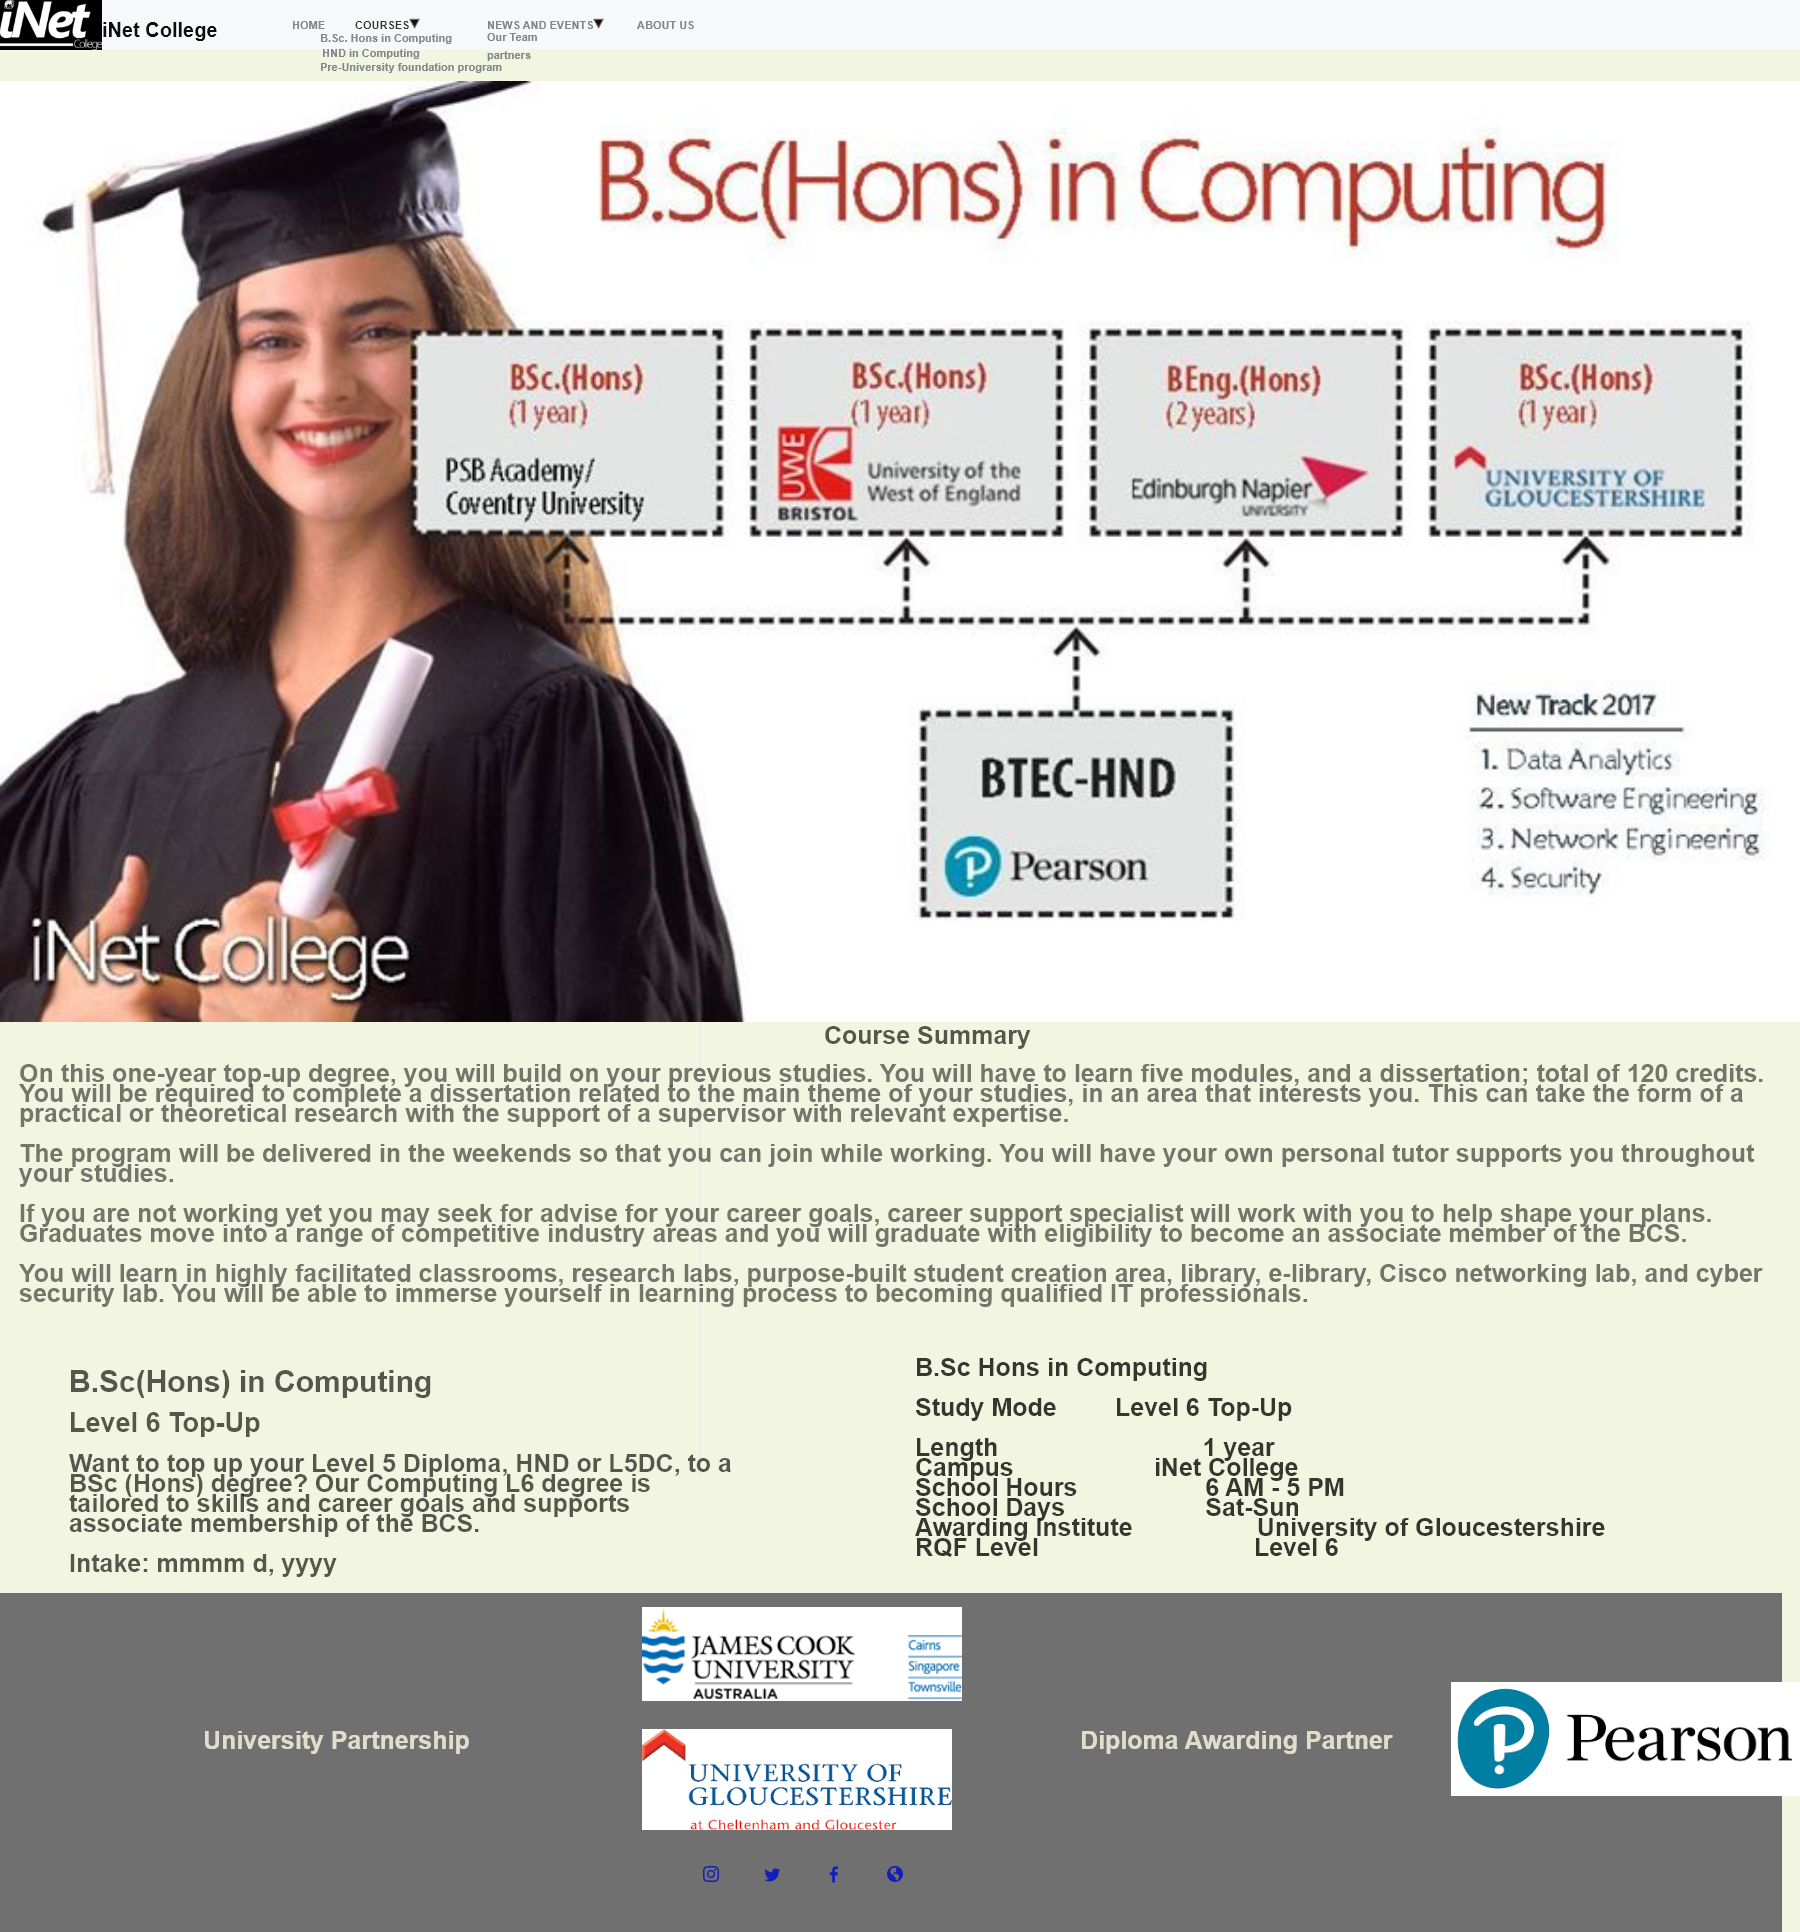 iNet
College
iNet College
HOME
COURSES▼
NEWS AND EVENTS▼
ABOUT US
B.Sc. Hons in Computing
HND in Computing
Pre-University foundation program
Our Team
partners
B.Sc(Hons) in Computing
BSc.(Hons)
(1 year)
PSB Academy/
Coventry University
BSc.(Hons)
(1 year)
UWE
BRISTOL
University of the
West of England
BEng.(Hons)
(2 years)
Edinburgh Napier
UNIVERSITY
BSc.(Hons)
(1 year)
UNIVERSITY OF
GLOUCESTERSHIRE
BTEC-HND
Pearson
New Track 2017
1. Data Analytics
2. Software Engineering
3. Network Engineering
4. Security
iNet College
Course Summary
On this one-year top-up degree, you will build on your previous studies. You will have to learn five modules, and a dissertation; total of 120 credits.
You will be required to complete a dissertation related to the main theme of your studies, in an area that interests you. This can take the form of a
practical or theoretical research with the support of a supervisor with relevant expertise.
The program will be delivered in the weekends so that you can join while working. You will have your own personal tutor supports you throughout
your studies.
If you are not working yet you may seek for advise for your career goals, career support specialist will work with you to help shape your plans.
Graduates move into a range of competitive industry areas and you will graduate with eligibility to become an associate member of the BCS.
You will learn in highly facilitated classrooms, research labs, purpose-built student creation area, library, e-library, Cisco networking lab, and cyber
security lab. You will be able to immerse yourself in learning process to becoming qualified IT professionals.
B.Sc(Hons) in Computing
Level 6 Top-Up
Want to top up your Level 5 Diploma, HND or L5DC, to a
BSc (Hons) degree? Our Computing L6 degree is
tailored to skills and career goals and supports
associate membership of the BCS.
Intake: mmmm d, yyyy
B.Sc Hons in Computing
Study Mode Level 6 Top-Up
Length 1 year
Campus iNet College
School Hours 6 AM - 5 PM
School Days Sat-Sun
Awarding Institute University of Gloucestershire
RQF Level Level 6
University Partnership
JAMES COOK
UNIVERSITY
AUSTRALIA
Cairns
Singapore
Townsville
UNIVERSITY OF
GLOUCESTERSHIRE
at Cheltenham and Gloucester
Diploma Awarding Partner
Pearson